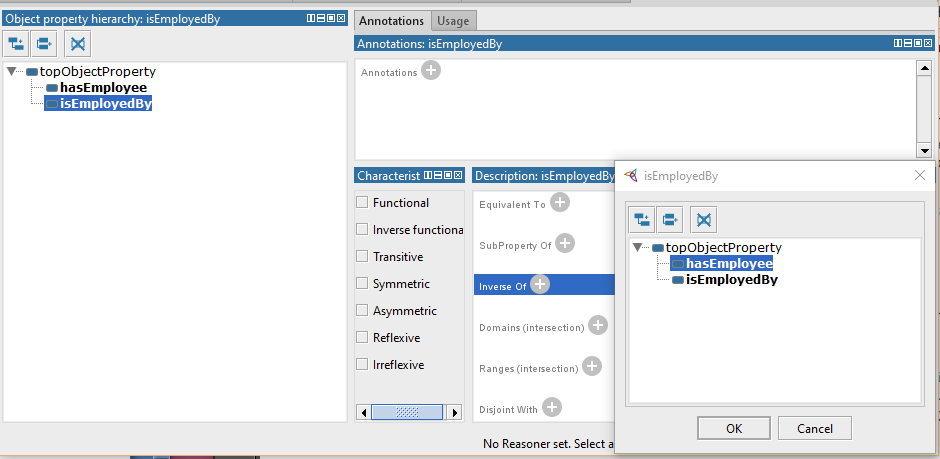 Object property hierarchy: isEmployedBy
topObjectProperty
hasEmployee
isEmployedBy
Annotations
Usage
Annotations: isEmployedBy
Annotations
Characterist
Functional
Inverse functiona
Transitive
Symmetric
Asymmetric
Reflexive
Irreflexive
Description: isEmployedBy
Equivalent To
SubProperty Of
Inverse Of
Domains (intersection)
Ranges (intersection)
Disjoint With
No Reasoner set. Select a
isEmployedBy
topObjectProperty
hasEmployee
isEmployedBy
OK
Cancel